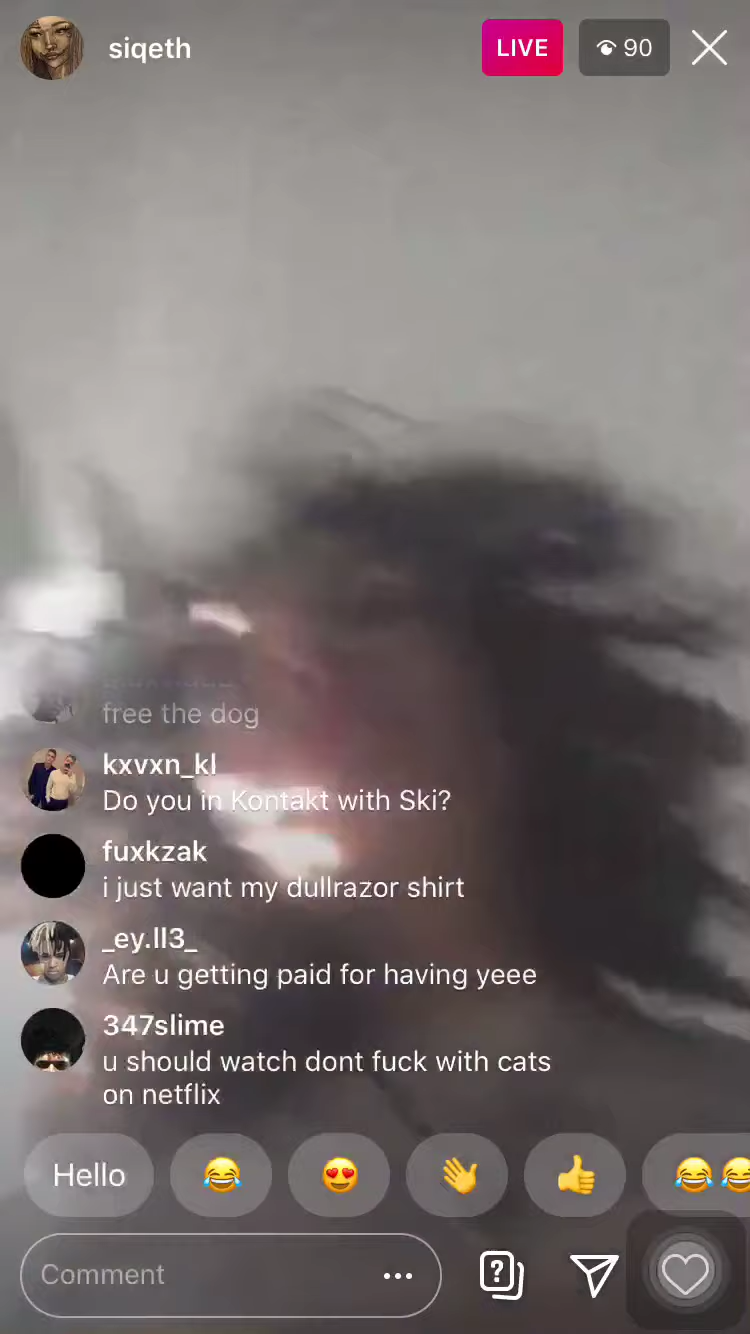 siqeth
LIVE
90
free the dog
kxvxn_kl
Do you in Kontakt with Ski?
fuxkzak
i just want my dullrazor shirt
_ey.ll3_
Are u getting paid for having yeee
347slime
u should watch dont fuck with cats
on netflix
Hello
Comment